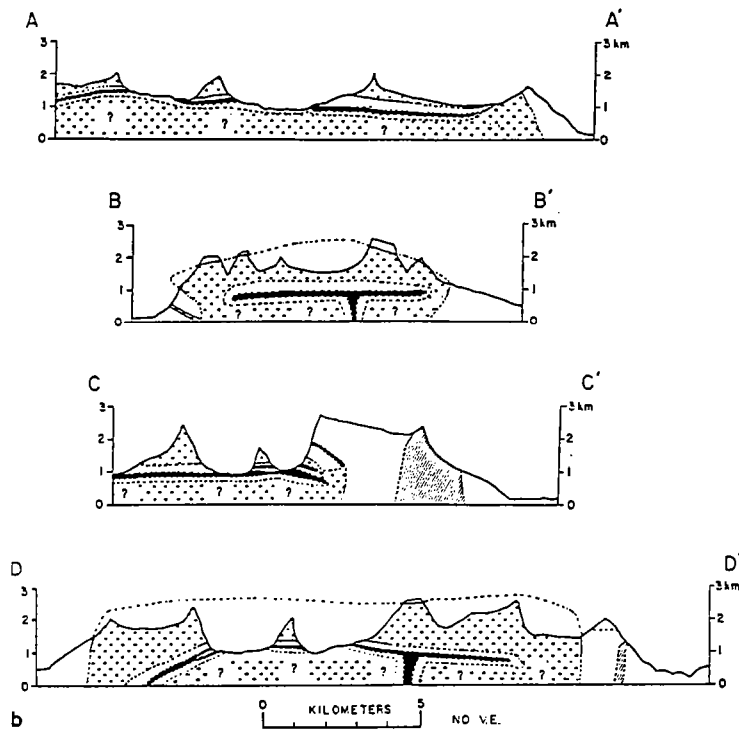 A A'
3 3 km
2 2
1 1
0 ? ? ? 0
B B'
3 3 km
2 2
1 1
0 ? ? ? 0
C C'
3 3 km
2 2
1 1
0 ? ? ? 0
D D'
3 3 km
2 2
1 1
0 ? ? ? ? 0
b 0 KILOMETERS 5 NO V.E.